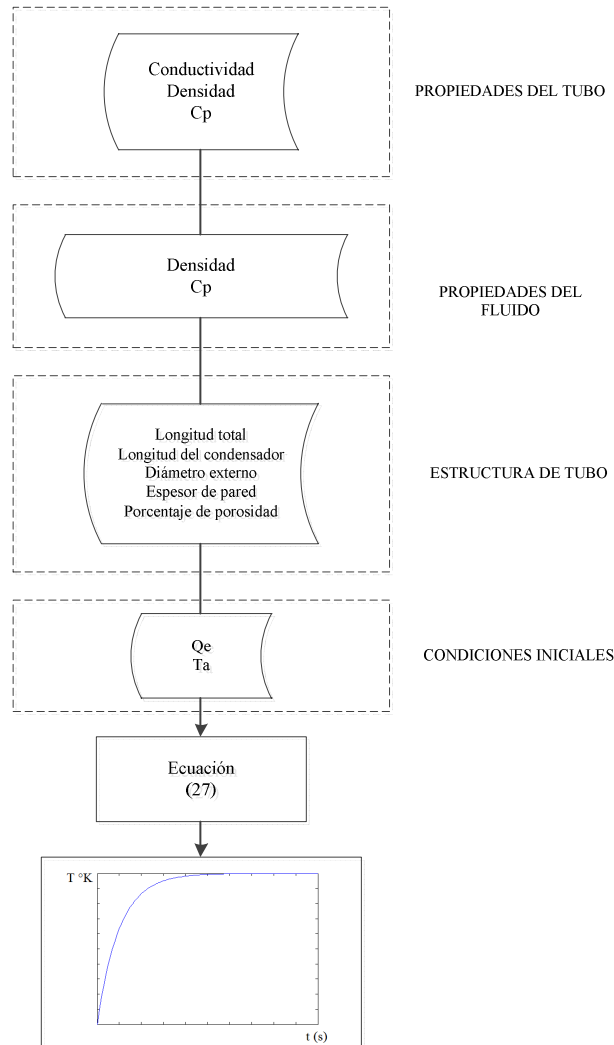 Conductividad
Densidad
Cp
PROPIEDADES DEL TUBO
Densidad
Cp
PROPIEDADES DEL
FLUIDO
Longitud total
Longitud del condensador
Diámetro externo
Espesor de pared
Porcentaje de porosidad
ESTRUCTURA DE TUBO
Qe
Ta
CONDICIONES INICIALES
Ecuación
(27)
T °K
t (s)